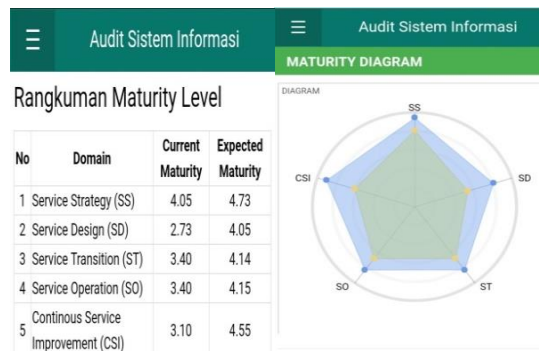 Audit Sistem Informasi
Rangkuman Maturity Level
No Domain Current Maturity Expected Maturity
1 Service Strategy (SS) 4.05 4.73
2 Service Design (SD) 2.73 4.05
3 Service Transition (ST) 3.40 4.14
4 Service Operation (SO) 3.40 4.15
5 Continous Service Improvement (CSI) 3.10 4.55
Audit Sistem Informasi
MATURITY DIAGRAM
DIAGRAM
SS
CSI
SD
SO
ST